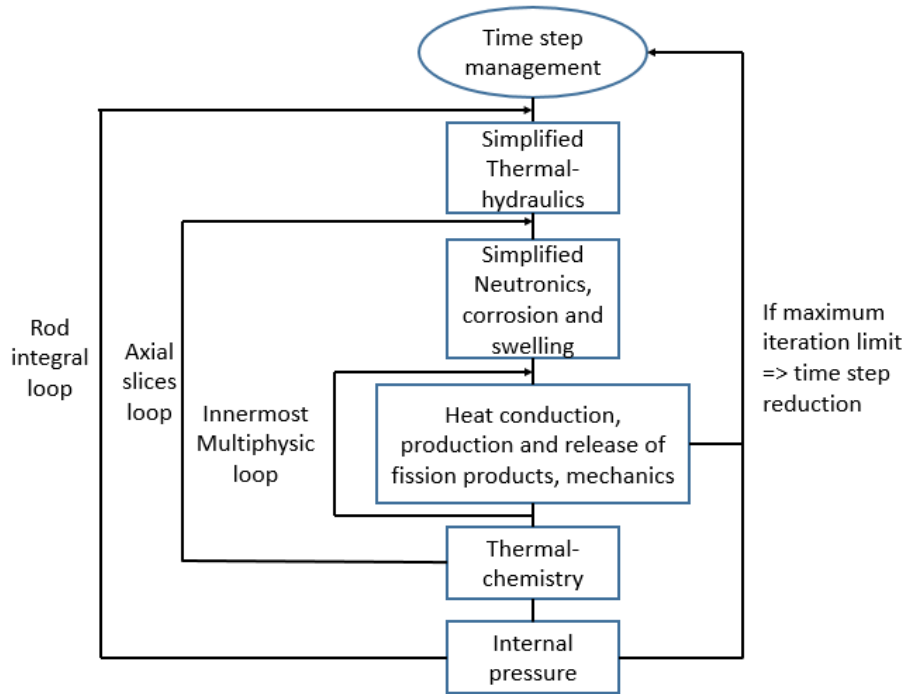 Time step
management
Simplified
Thermal-
hydraulics
Simplified
Neutronics,
corrosion and
swelling
If maximum
iteration limit
=> time step
reduction
Rod
integral
loop
Axial
slices
loop
Innermost
Multiphysic
loop
Heat conduction,
production and release of
fission products, mechanics
Thermal-
chemistry
Internal
pressure